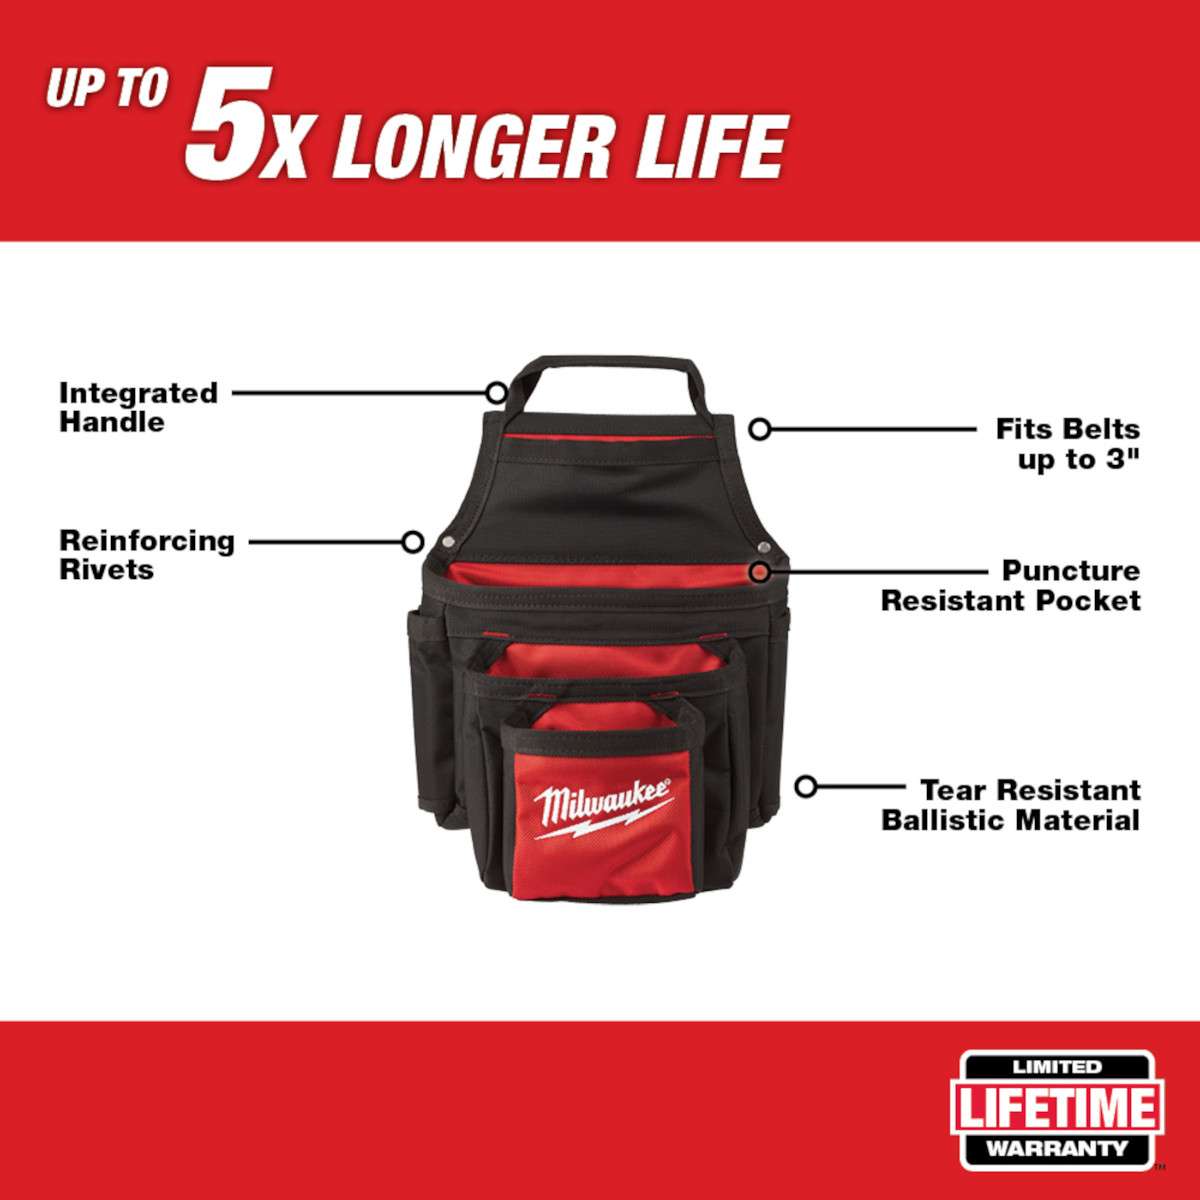 UP TO 5X LONGER LIFE
Integrated
Handle
Fits Belts
up to 3"
Reinforcing
Rivets
Puncture
Resistant Pocket
Milwaukee®
Tear Resistant
Ballistic Material
LIMITED
LIFETIME
WARRANTY™